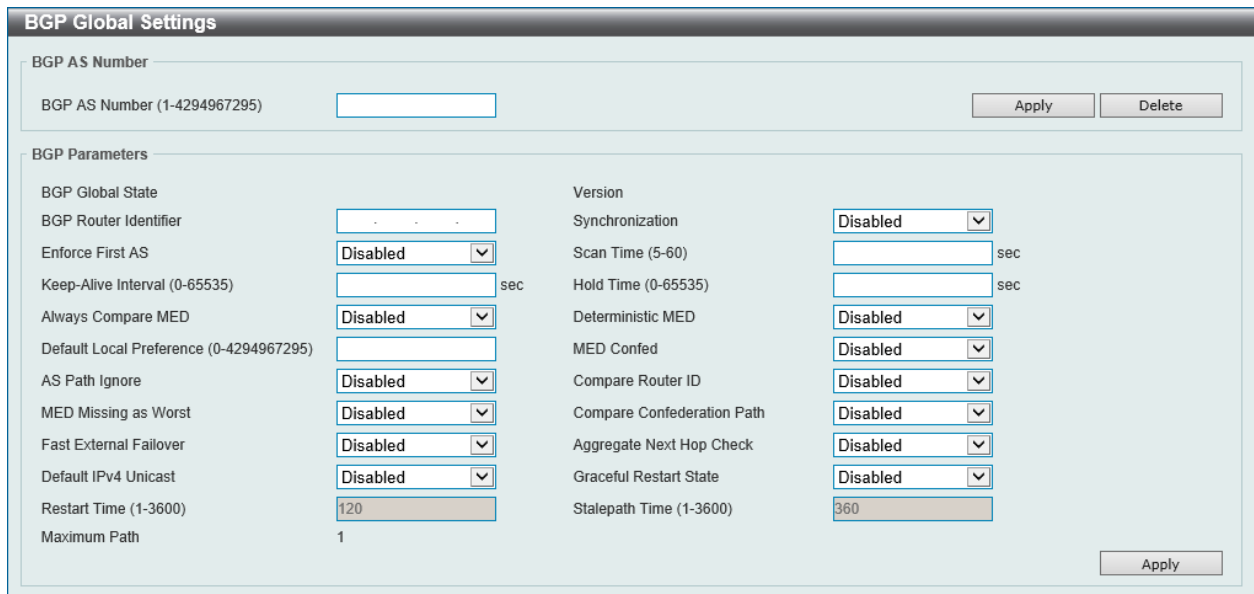 BGP Global Settings
BGP AS Number
BGP AS Number (1-4294967295)
Apply Delete
BGP Parameters
BGP Global State Version
BGP Router Identifier . . . Synchronization Disabled
Enforce First AS Disabled Scan Time (5-60) sec
Keep-Alive Interval (0-65535) sec Hold Time (0-65535) sec
Always Compare MED Disabled Deterministic MED Disabled
Default Local Preference (0-4294967295) MED Confed Disabled
AS Path Ignore Disabled Compare Router ID Disabled
MED Missing as Worst Disabled Compare Confederation Path Disabled
Fast External Failover Disabled Aggregate Next Hop Check Disabled
Default IPv4 Unicast Disabled Graceful Restart State Disabled
Restart Time (1-3600) 120 Stalepath Time (1-3600) 360
Maximum Path 1
Apply